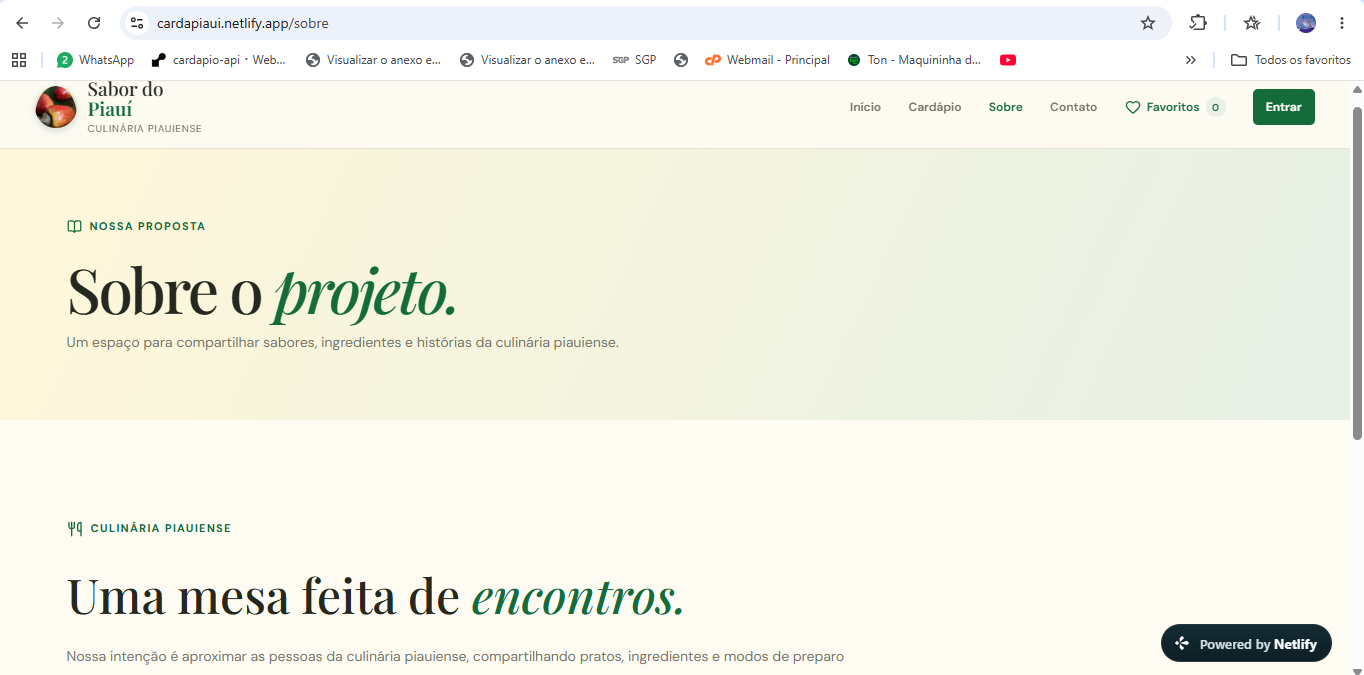 cardapiaui.netlify.app/sobre
2 WhatsApp cardapio-api · Web... Visualizar o anexo e... Visualizar o anexo e... SGP SGP Webmail - Principal Ton - Maquininha d... Todos os favoritos
Sabor do
Piauí
CULINÁRIA PIAUIENSE
Início Cardápio Sobre Contato Favoritos 0 Entrar
NOSSA PROPOSTA
Sobre o projeto.
Um espaço para compartilhar sabores, ingredientes e histórias da culinária piauiense.
CULINÁRIA PIAUIENSE
Uma mesa feita de encontros.
Nossa intenção é aproximar as pessoas da culinária piauiense, compartilhando pratos, ingredientes e modos de preparo
Powered by Netlify